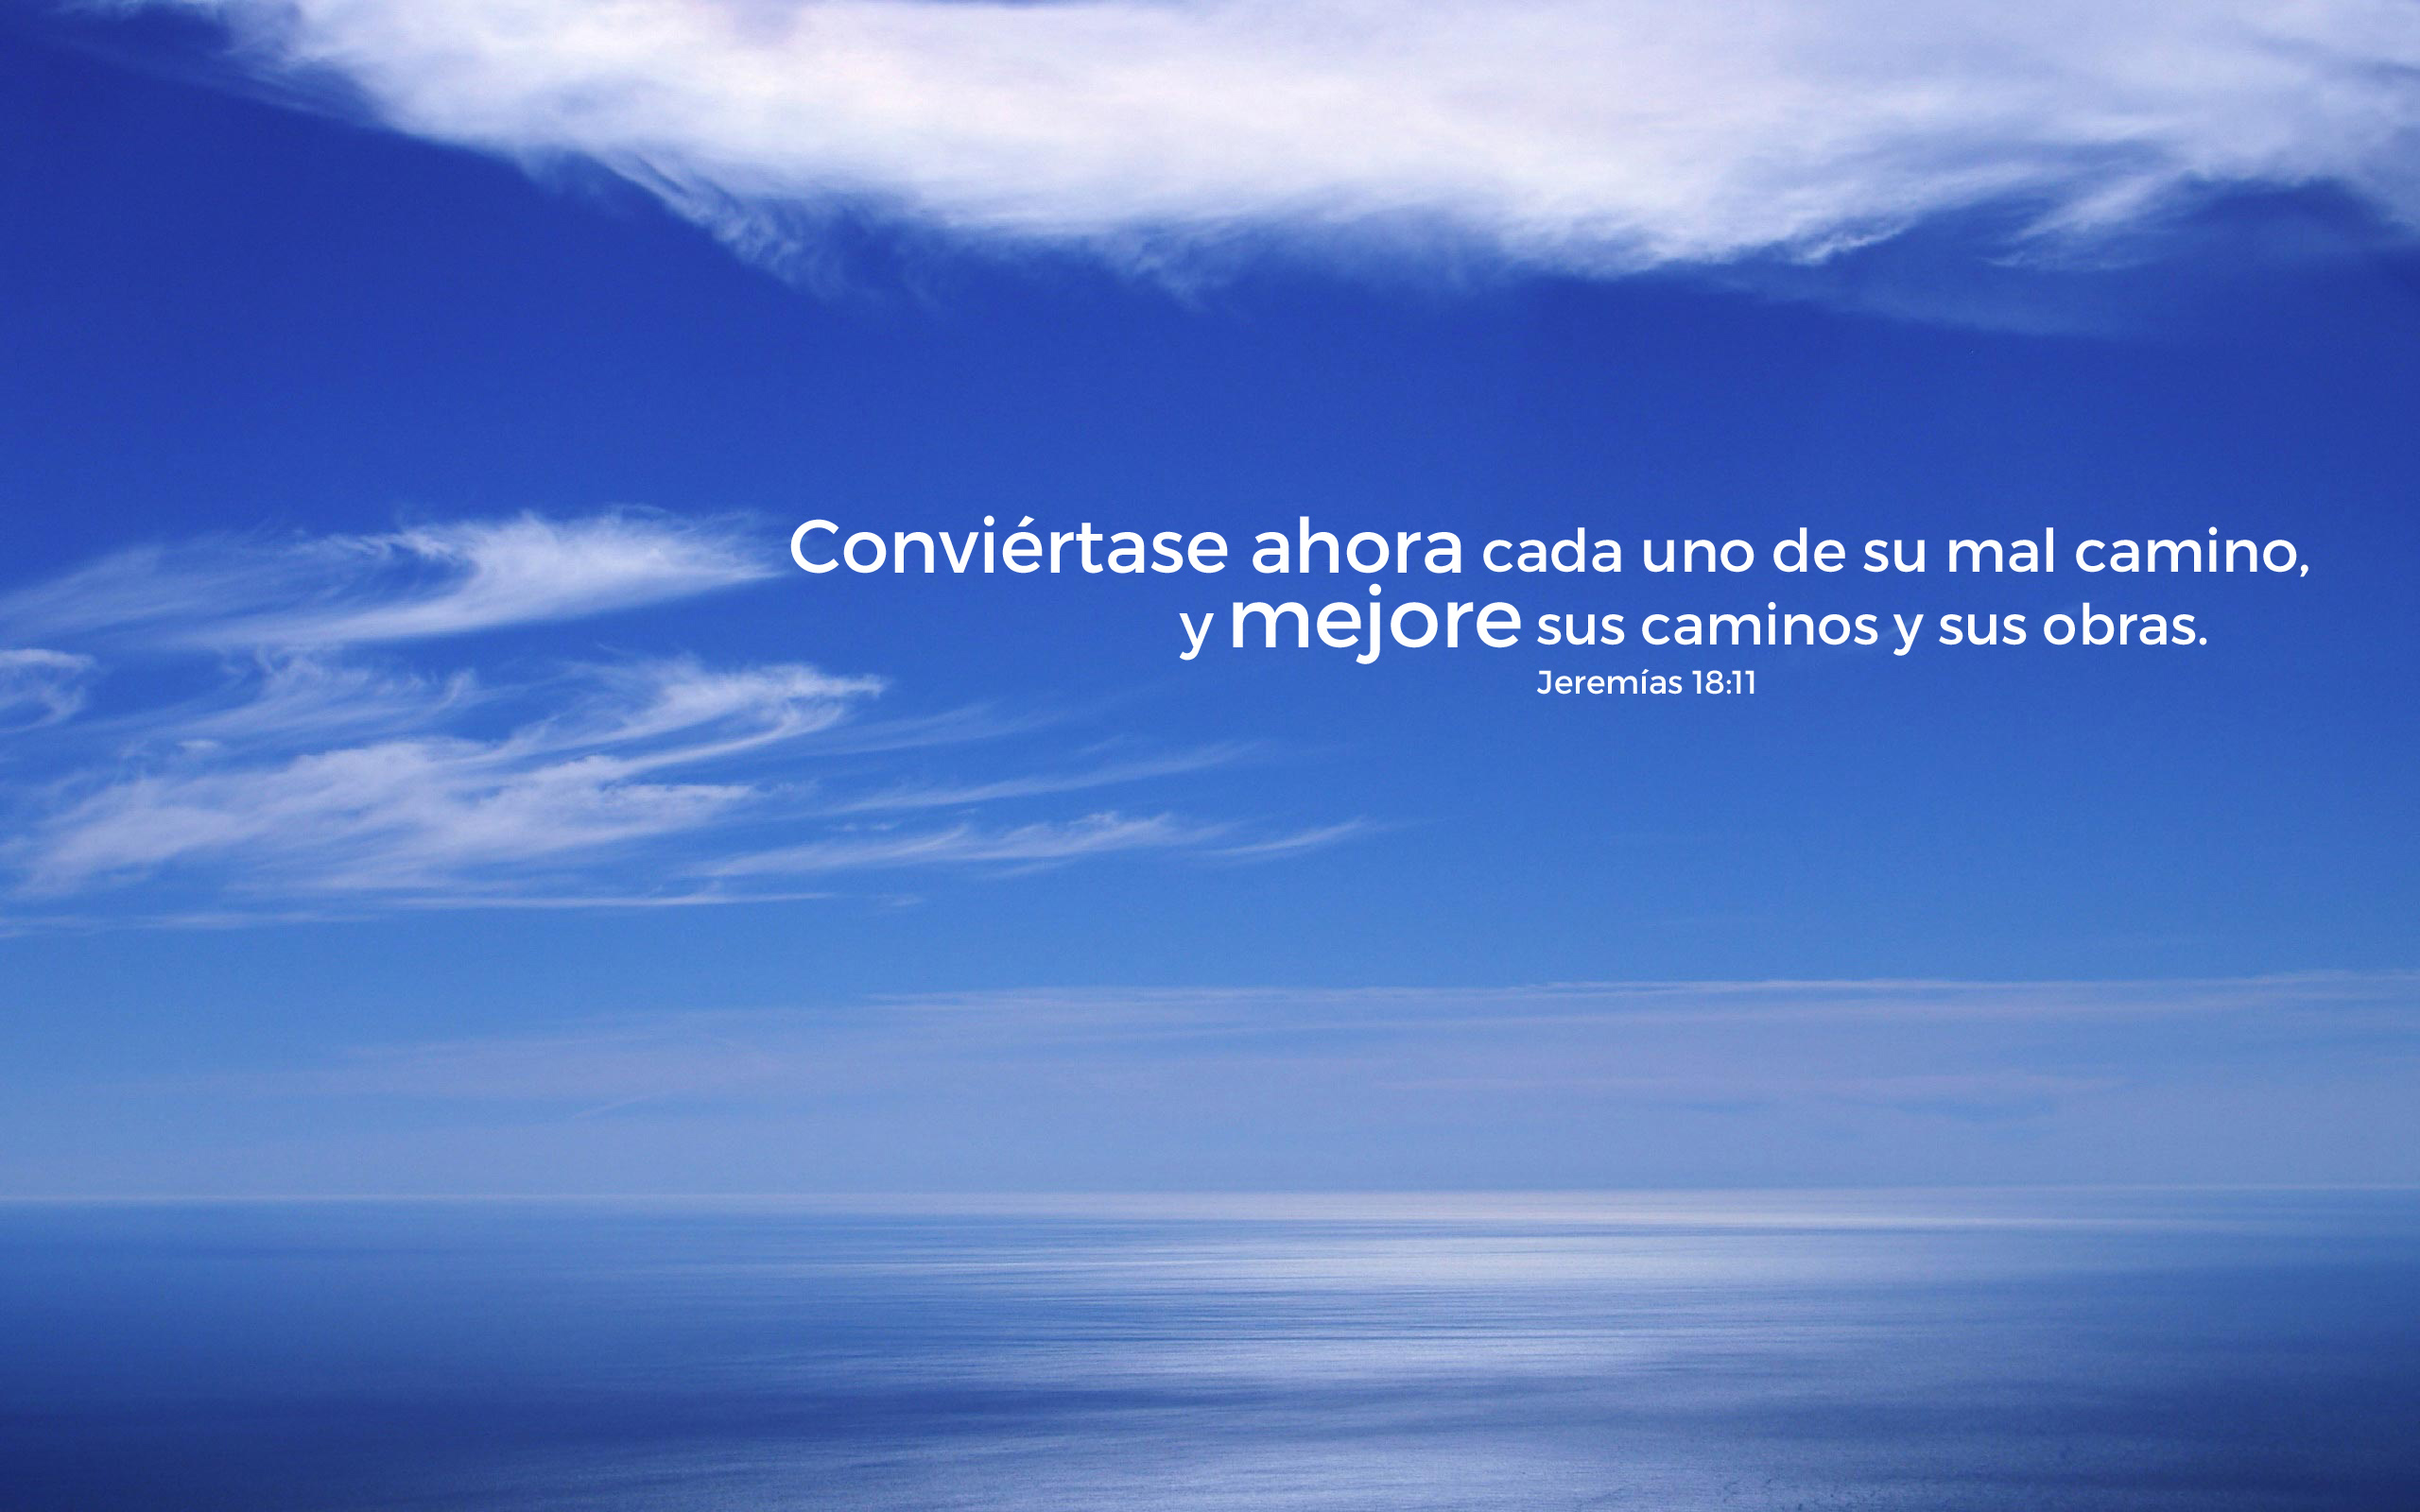 Conviértase ahora cada uno de su mal camino,
y mejore sus caminos y sus obras.
Jeremías 18:11